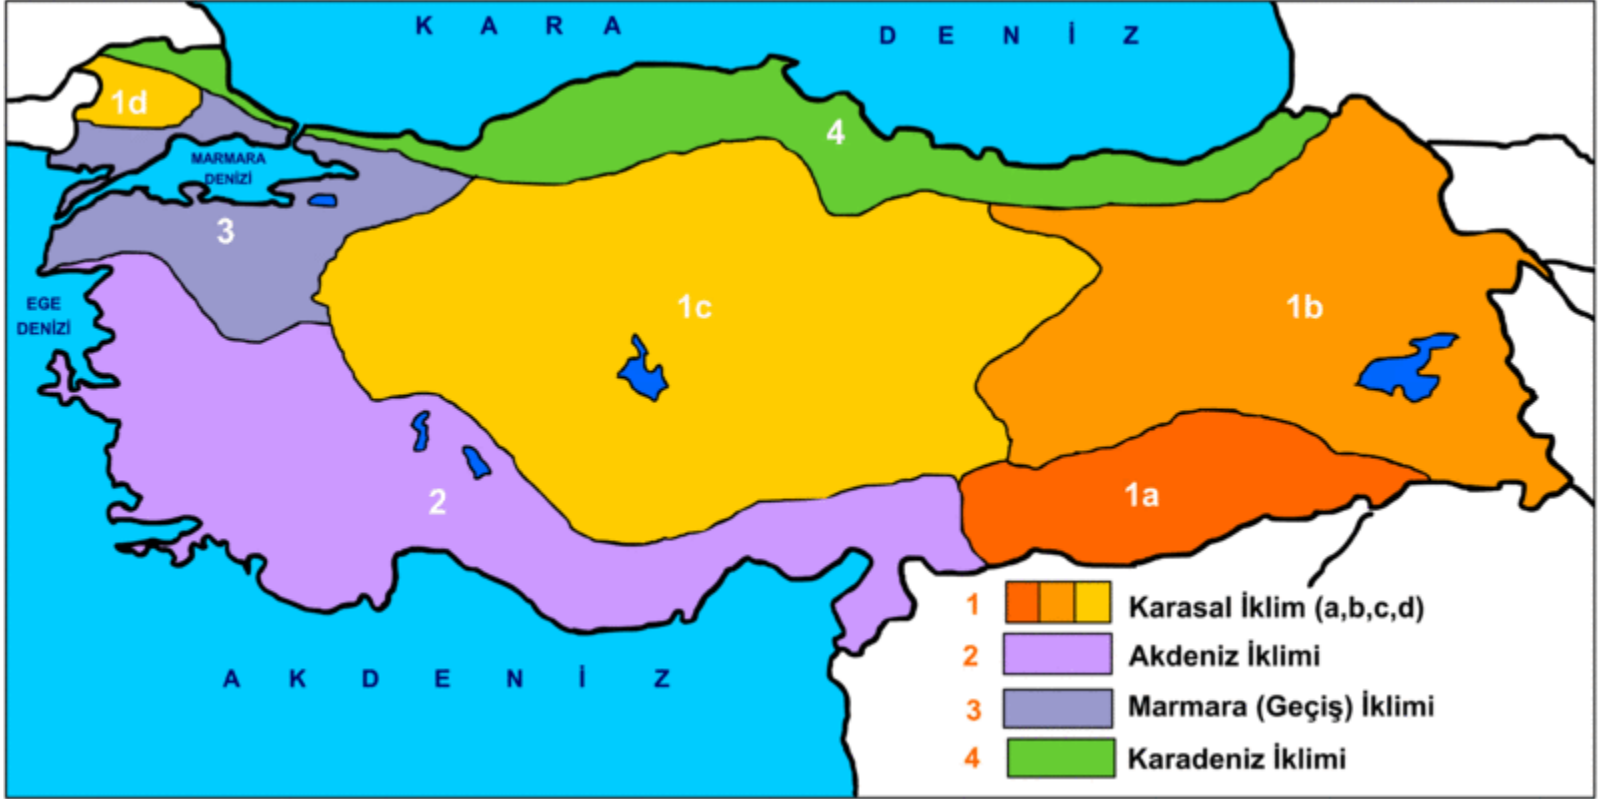 K A R A D E N İ Z
1d
4
MARMARA
DENİZİ
3
EGE
DENİZİ
1c
1b
2
1a
A K D E N İ Z
1 Karasal İklim (a,b,c,d)
2 Akdeniz İklimi
3 Marmara (Geçiş) İklimi
4 Karadeniz İklimi